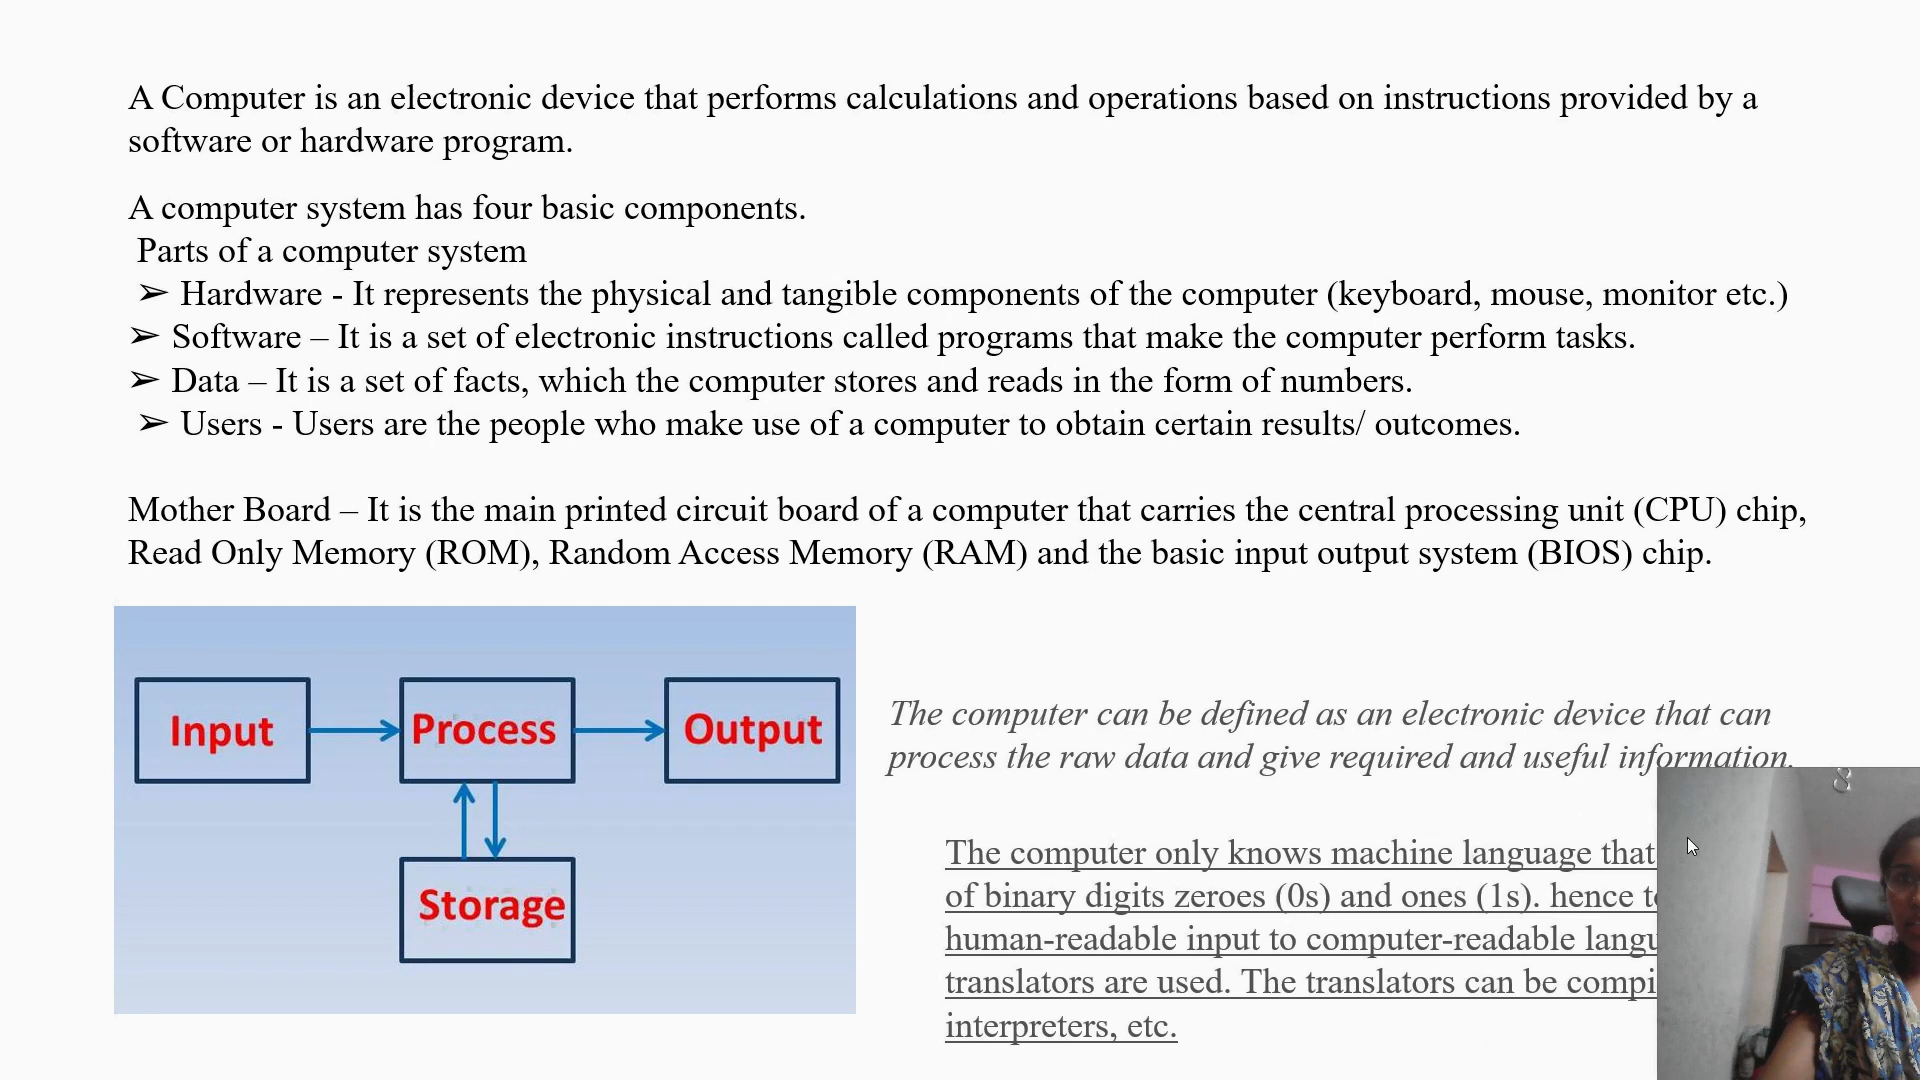 A Computer is an electronic device that performs calculations and operations based on instructions provided by a
software or hardware program.
A computer system has four basic components.
Parts of a computer system
➢ Hardware - It represents the physical and tangible components of the computer (keyboard, mouse, monitor etc.)
➢ Software – It is a set of electronic instructions called programs that make the computer perform tasks.
➢ Data – It is a set of facts, which the computer stores and reads in the form of numbers.
➢ Users - Users are the people who make use of a computer to obtain certain results/ outcomes.
Mother Board – It is the main printed circuit board of a computer that carries the central processing unit (CPU) chip,
Read Only Memory (ROM), Random Access Memory (RAM) and the basic input output system (BIOS) chip.
Input
Process
Output
Storage
The computer can be defined as an electronic device that can
process the raw data and give required and useful information.
The computer only knows machine language that
of binary digits zeroes (0s) and ones (1s). hence
human-readable input to computer-readable
translators are used. The translators can be
interpreters, etc.